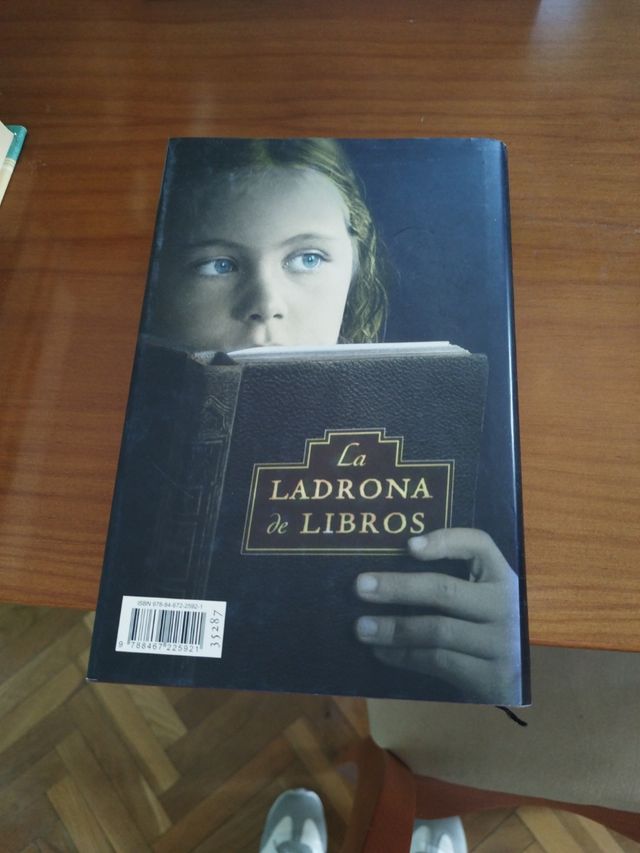 La
LADRONA
de LIBROS
ISBN 978-84-672-2592-1
9 788467 225921
35287